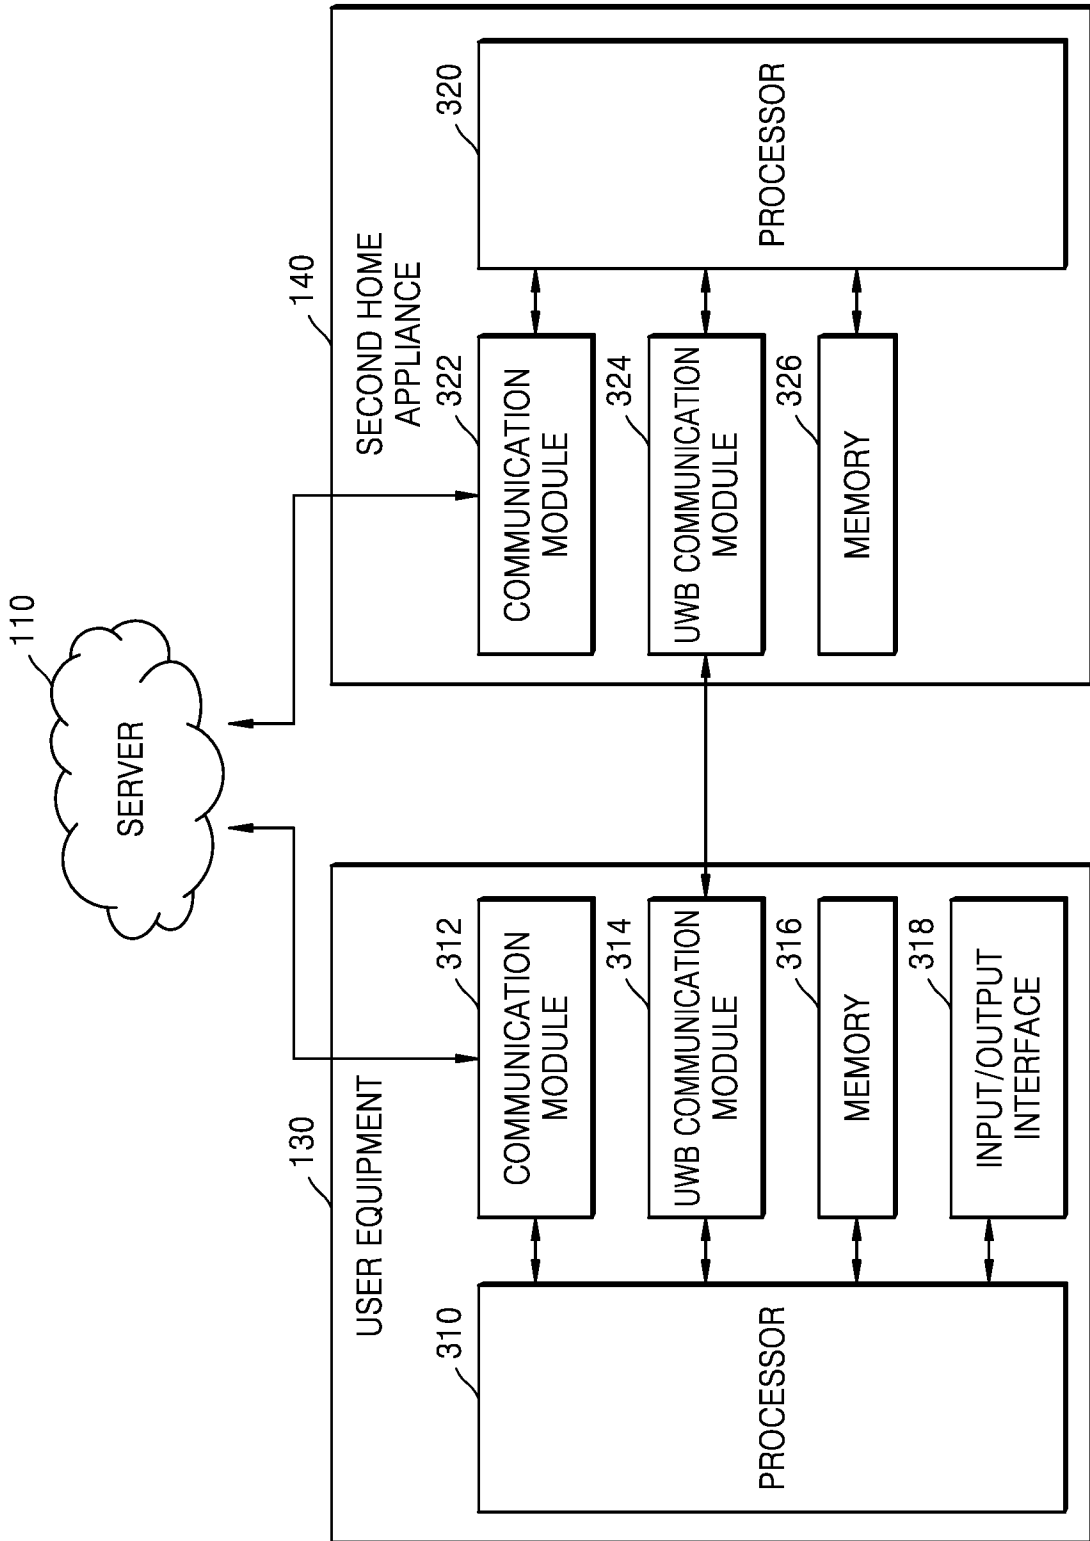 110
SERVER
130
USER EQUIPMENT
310
PROCESSOR
312
COMMUNICATION
MODULE
314
UWB COMMUNICATION
MODULE
316
MEMORY
318
INPUT/OUTPUT
INTERFACE
140
SECOND HOME
APPLIANCE
322
COMMUNICATION
MODULE
324
UWB COMMUNICATION
MODULE
326
MEMORY
320
PROCESSOR